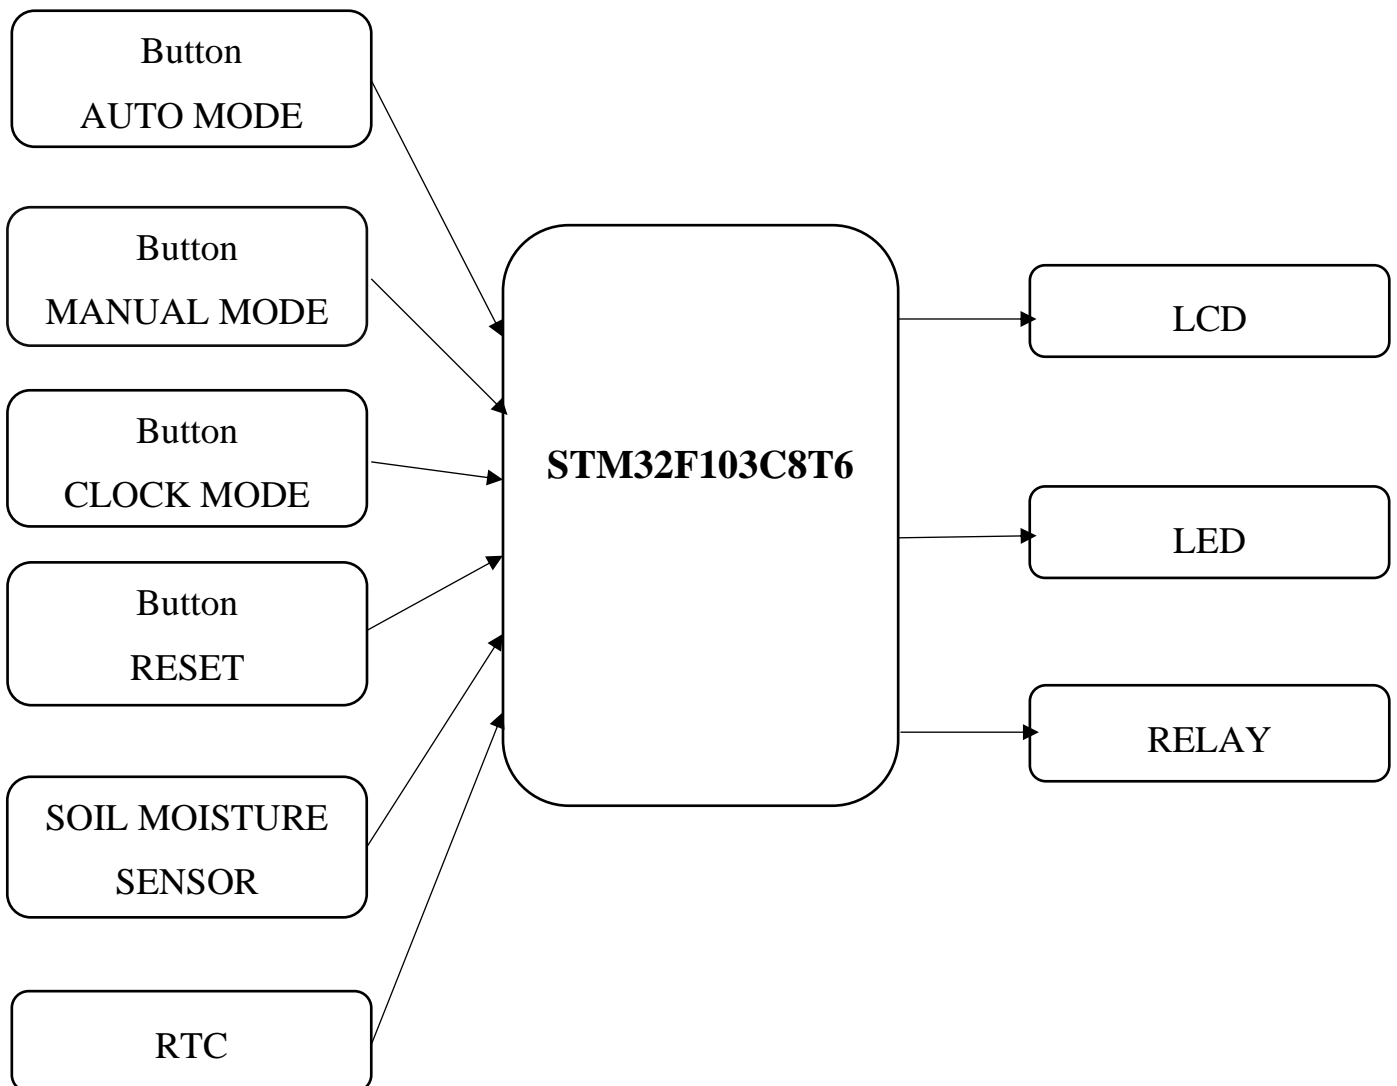 Button
AUTO MODE
Button
MANUAL MODE
Button
CLOCK MODE
Button
RESET
SOIL MOISTURE
SENSOR
RTC
STM32F103C8T6
LCD
LED
RELAY